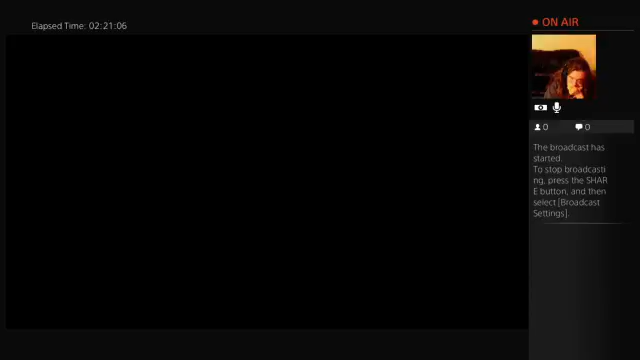 Elapsed Time: 02:21:06
ON AIR
0
0
The broadcast has
started.
To stop broadcasti
ng, press the SHAR
E button, and then
select [Broadcast
Settings].